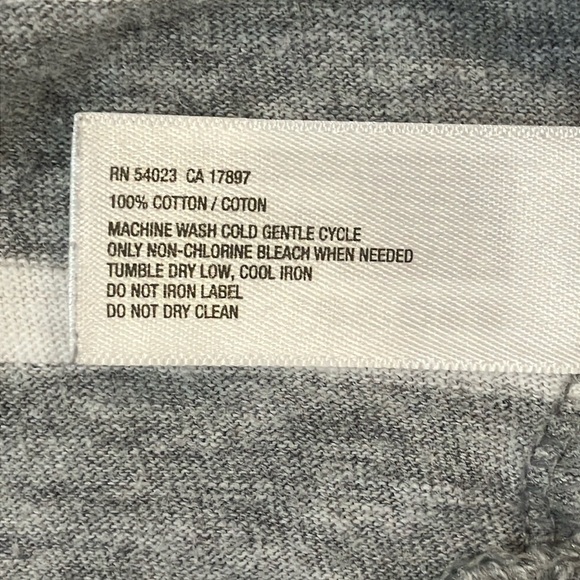 RN 54023 CA 17897
100% COTTON / COTON
MACHINE WASH COLD GENTLE CYCLE
ONLY NON-CHLORINE BLEACH WHEN NEEDED
TUMBLE DRY LOW, COOL IRON
DO NOT IRON LABEL
DO NOT DRY CLEAN